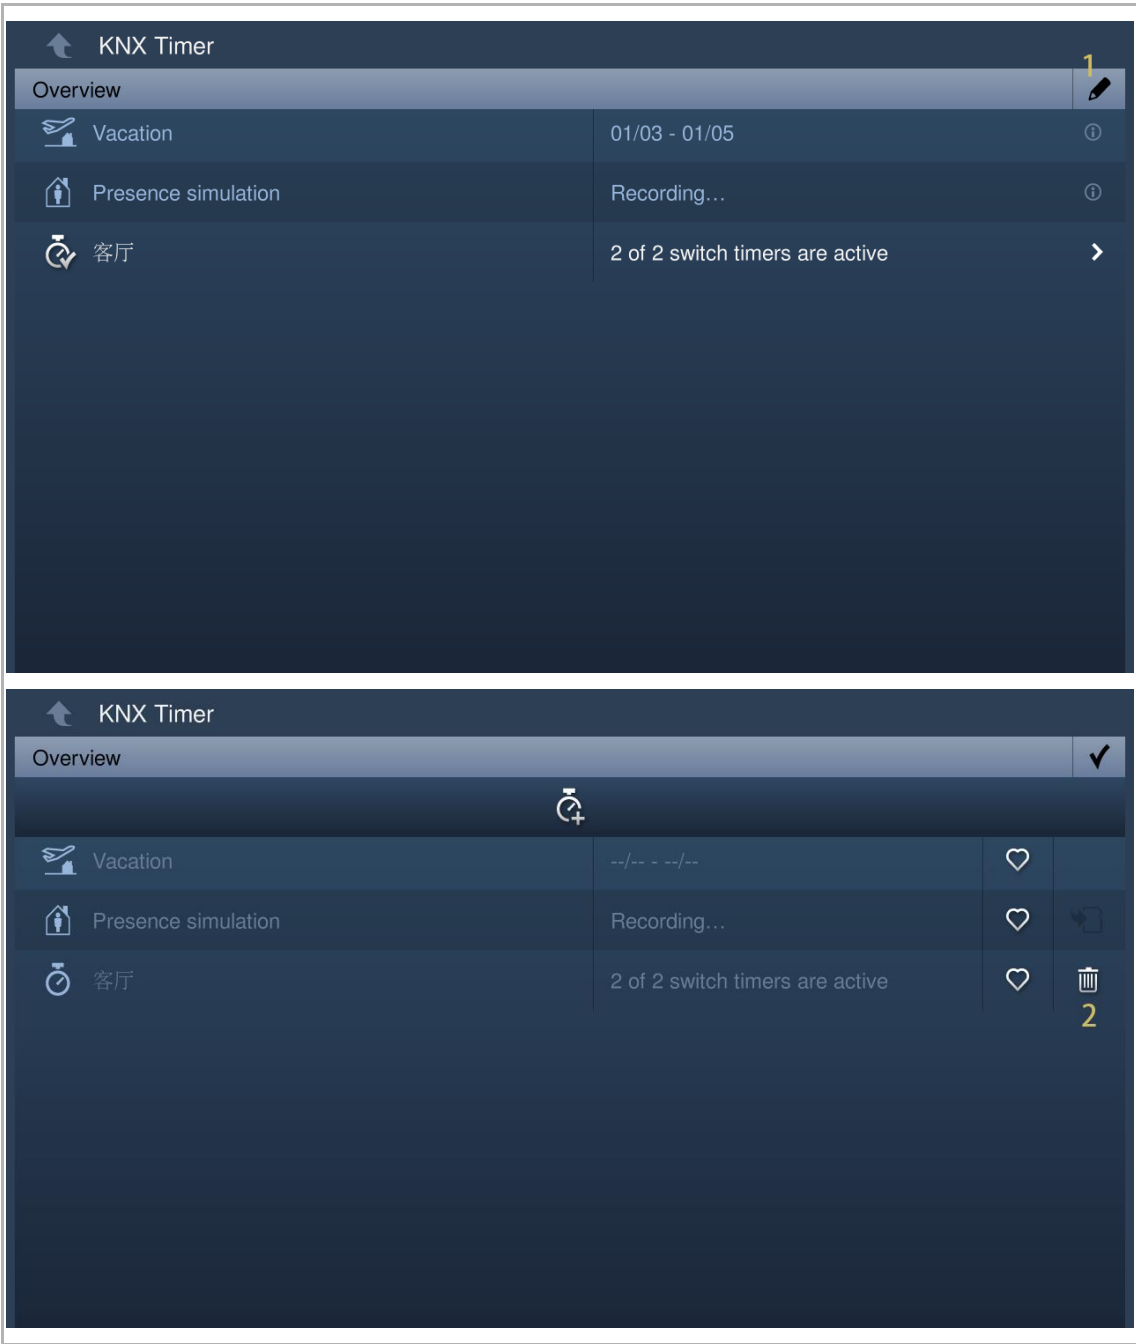 KNX Timer
1
Overview
Vacation 01/03 - 01/05
Presence simulation Recording...
客厅 2 of 2 switch timers are active
KNX Timer
Overview
Vacation --/-- - --/--
Presence simulation Recording...
客厅 2 of 2 switch timers are active
2